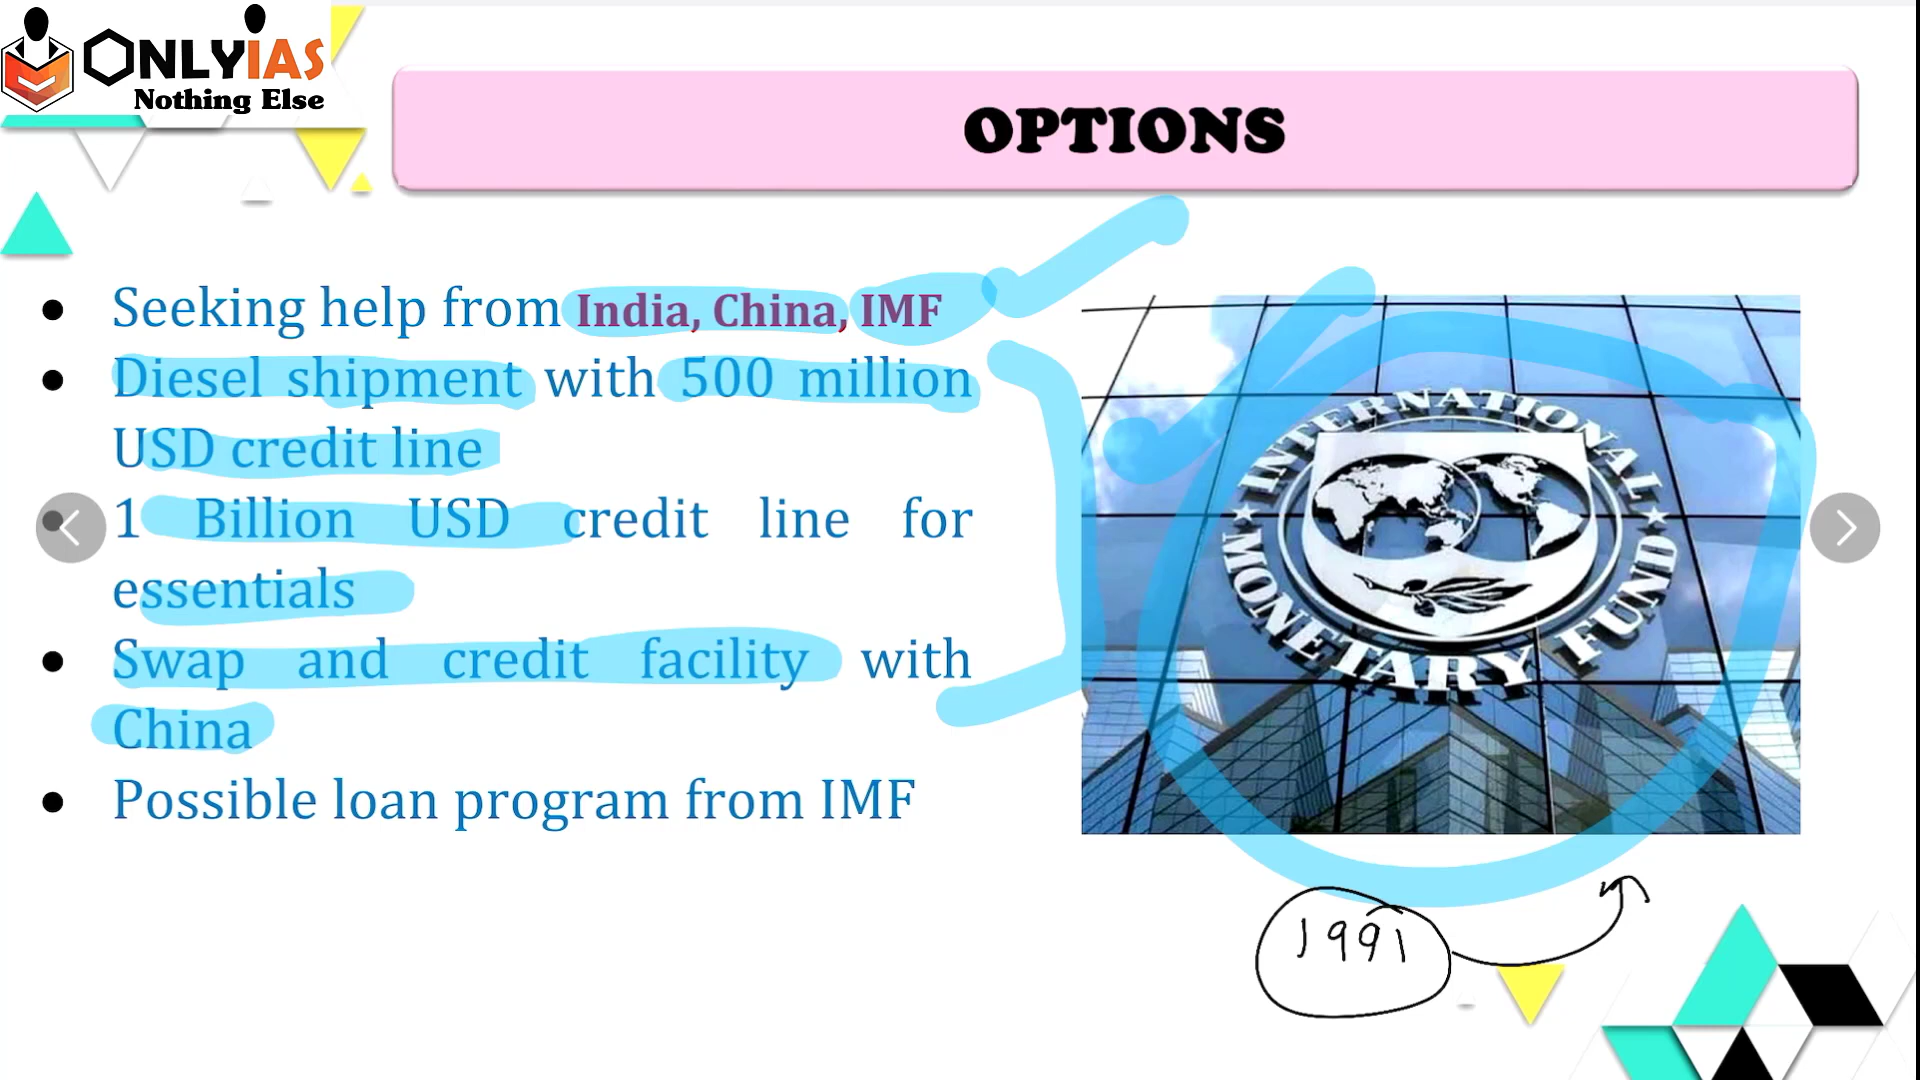 ONLYIAS
Nothing Else
OPTIONS
Seeking help from India, China, IMF
Diesel shipment with 500 million
USD credit line
1 Billion USD credit line for
essentials
Swap and credit facility with
China
Possible loan program from IMF
INTERNATIONAL
MONETARY FUND
1991